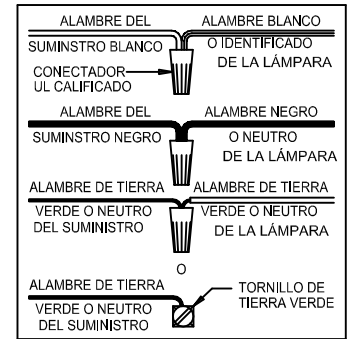 ALAMBRE DEL
SUMINSTRO BLANCO
ALAMBRE BLANCO
O IDENTIFICADO
DE LA LÁMPARA
CONECTADOR
UL CALIFICADO
ALAMBRE DEL
SUMINSTRO NEGRO
ALAMBRE NEGRO
O NEUTRO
DE LA LÁMPARA
ALAMBRE DE TIERRA
VERDE O NEUTRO
DEL SUMINISTRO
ALAMBRE DE TIERRA
VERDE O NEUTRO
DE LA LÁMPARA
O
ALAMBRE DE TIERRA
VERDE O NEUTRO
DEL SUMINISTRO
TORNILLO DE
TIERRA VERDE